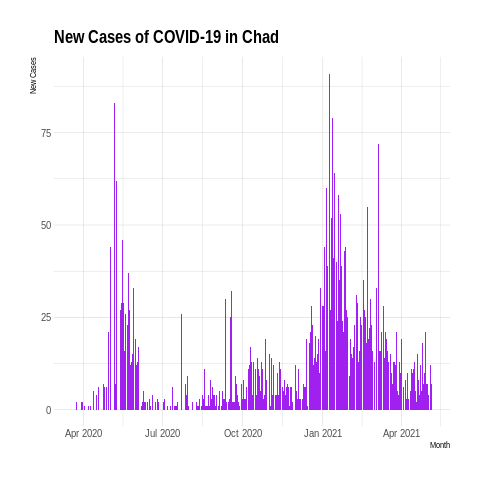 New Cases of COVID-19 in Chad
New Cases
75
50
25
0
Apr 2020
Jul 2020
Oct 2020
Jan 2021
Apr 2021
Month